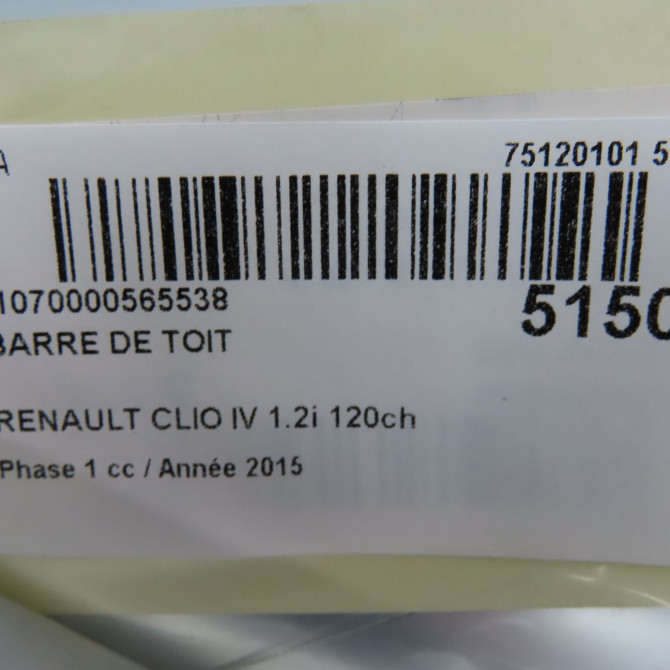 A 75120101 5
1070000565538 5150
BARRE DE TOIT
RENAULT CLIO IV 1.2i 120ch
Phase 1 cc / Année 2015